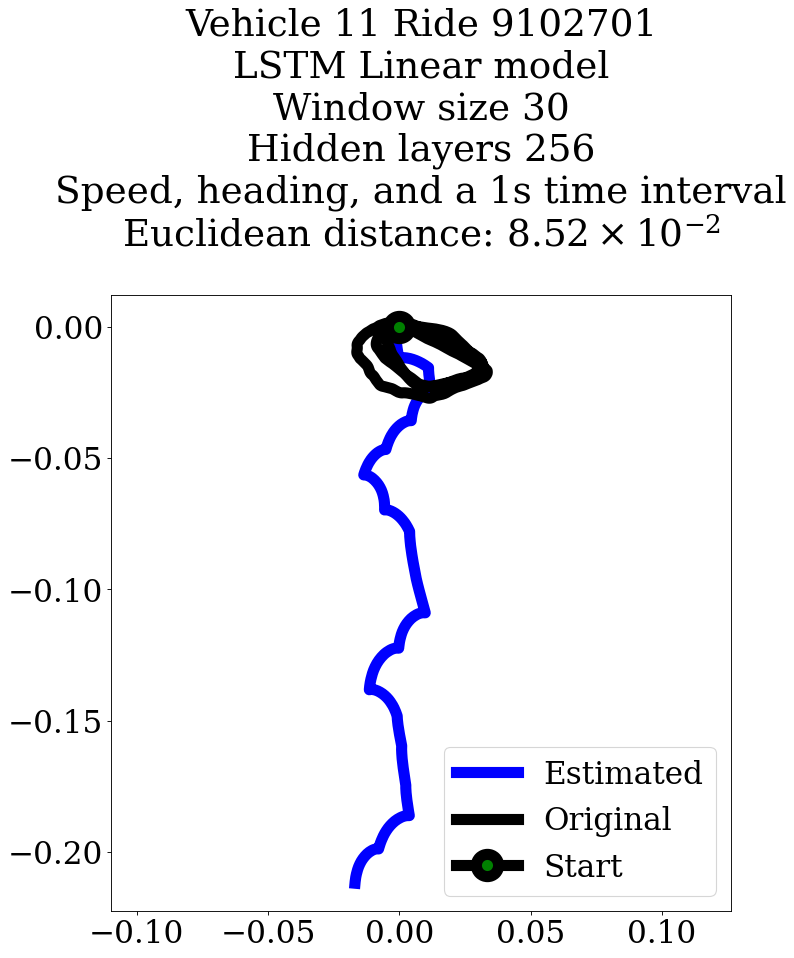 Vehicle 11 Ride 9102701
LSTM Linear model
Window size 30
Hidden layers 256
Speed, heading, and a 1s time interval
Euclidean distance: 8.52 × 10⁻²
0.00
−0.05
−0.10
−0.15
−0.20
Estimated
Original
Start
−0.10 −0.05 0.00 0.05 0.10